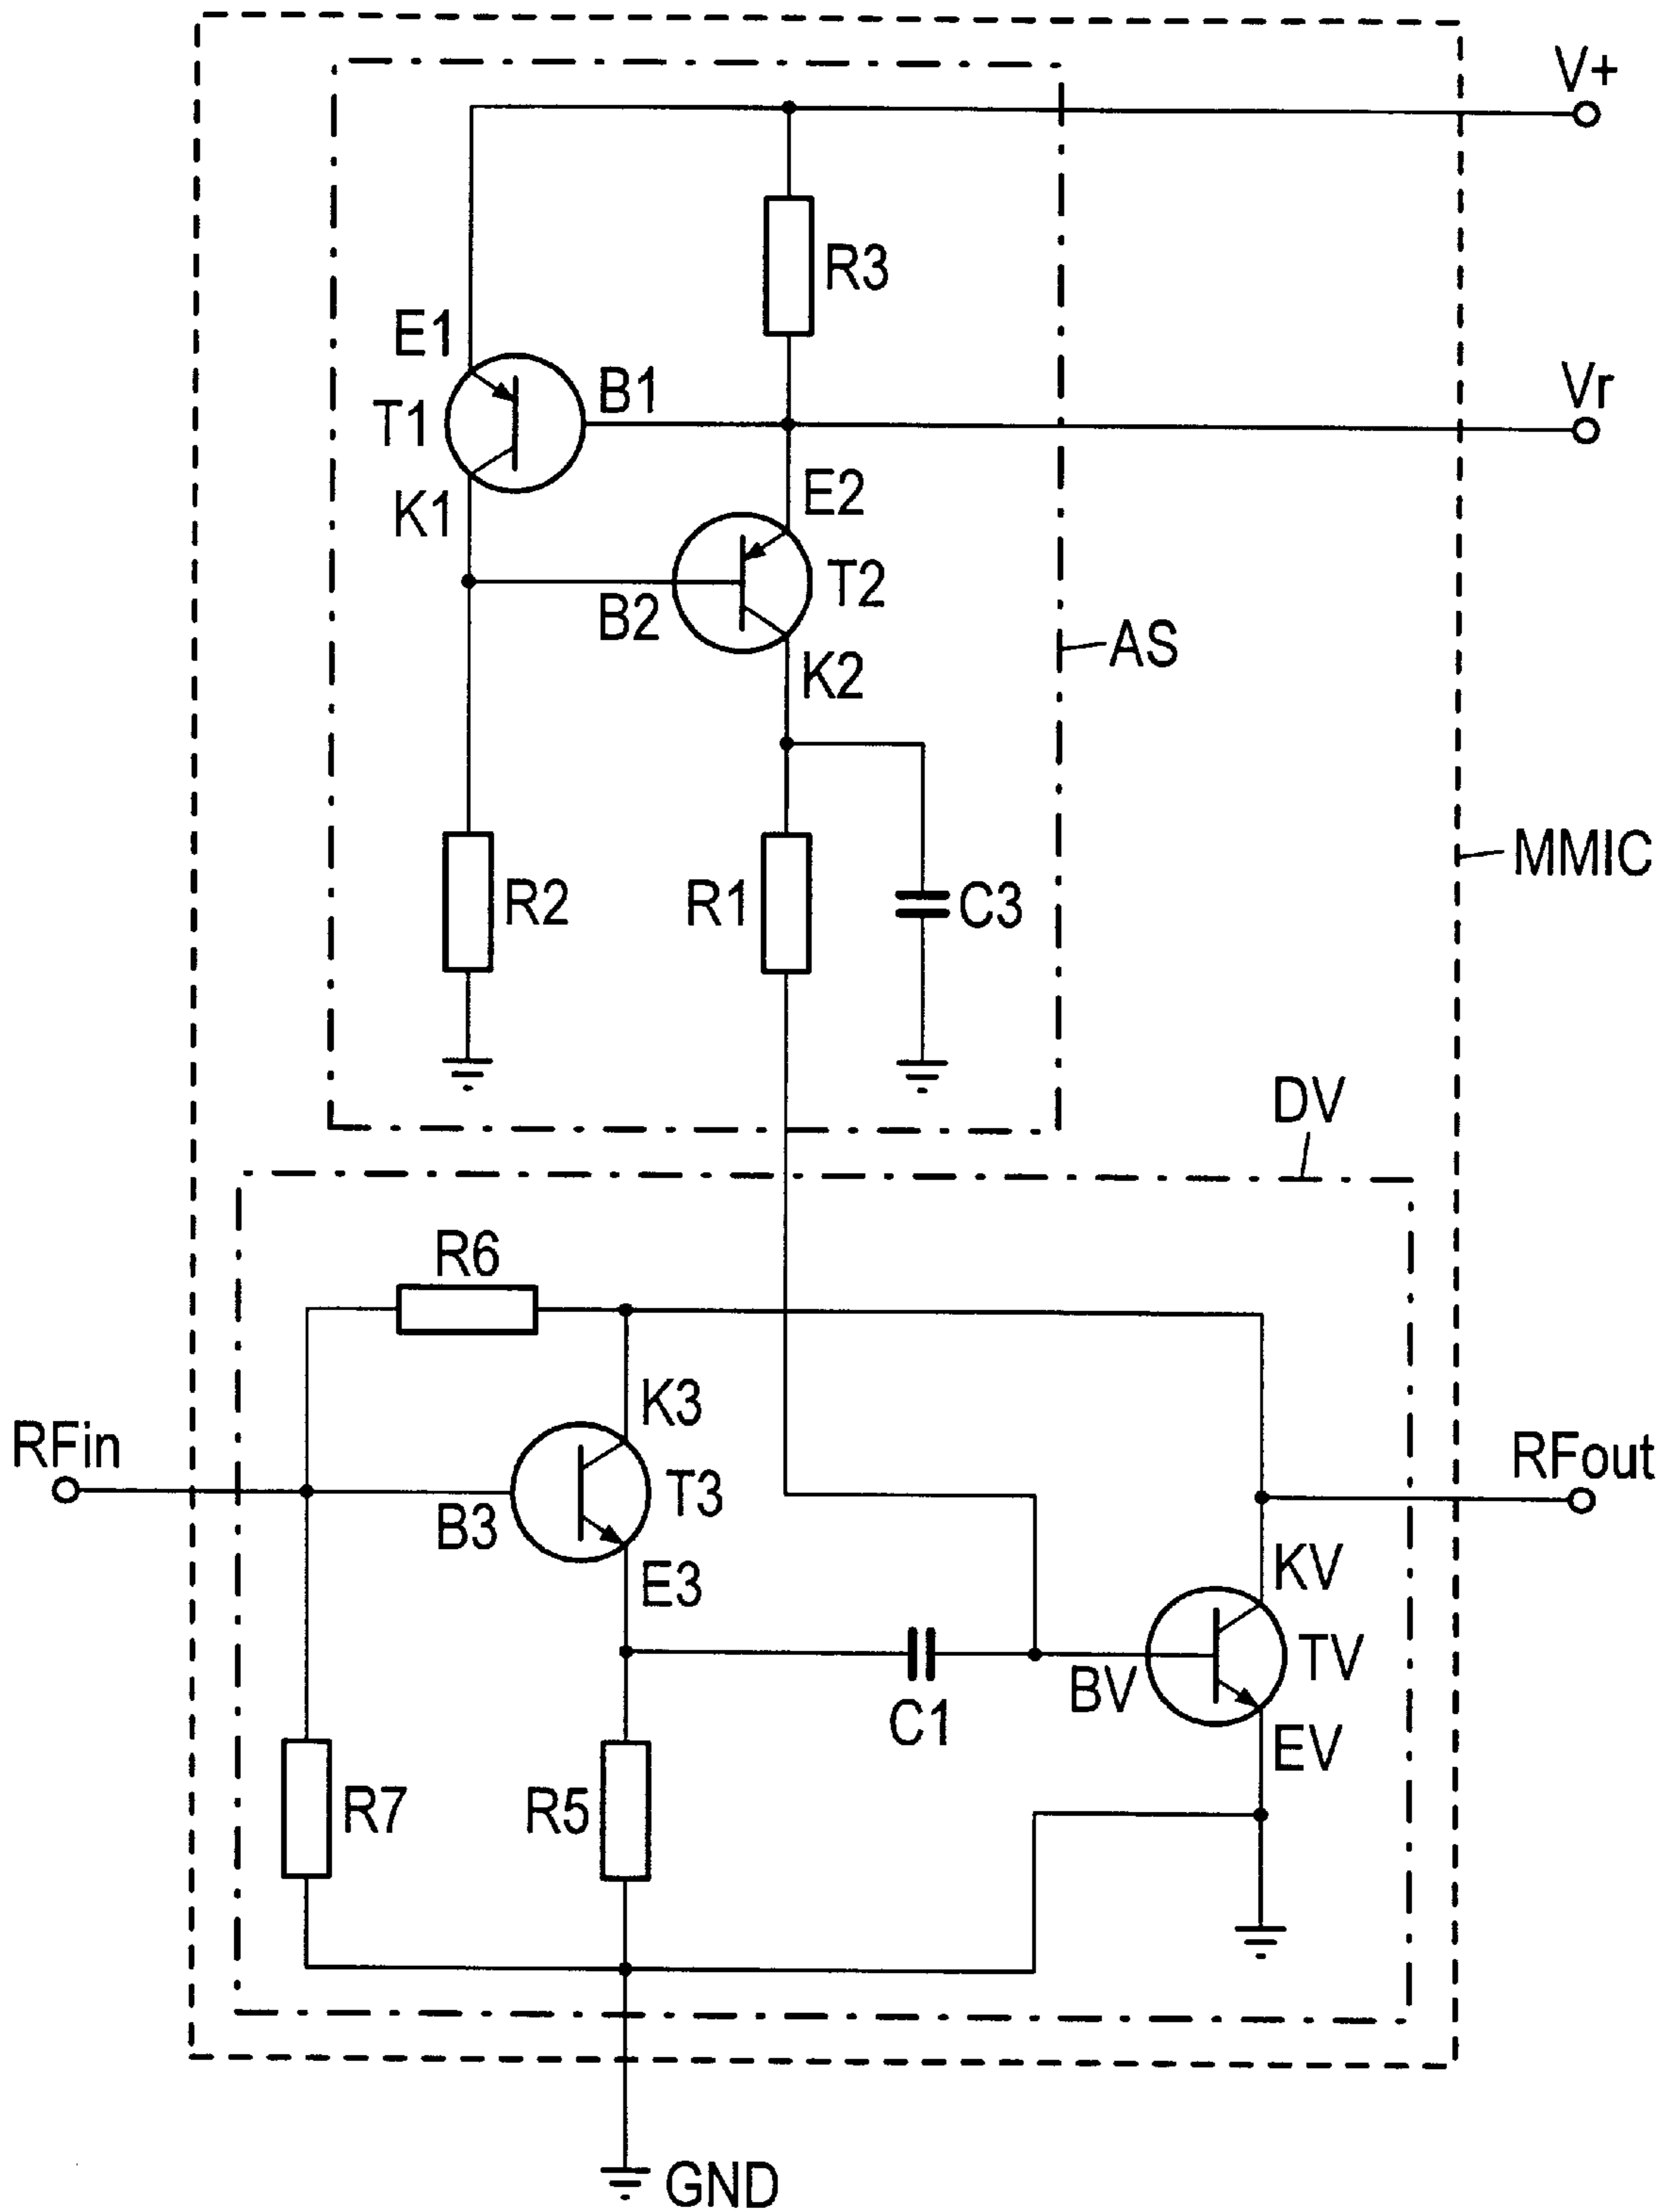 V+
R3
E1
B1
Vr
T1
K1
E2
T2
B2
AS
K2
MMIC
R2
R1
C3
DV
R6
K3
RFin
T3
RFout
B3
E3
KV
TV
BV
C1
EV
R7
R5
GND